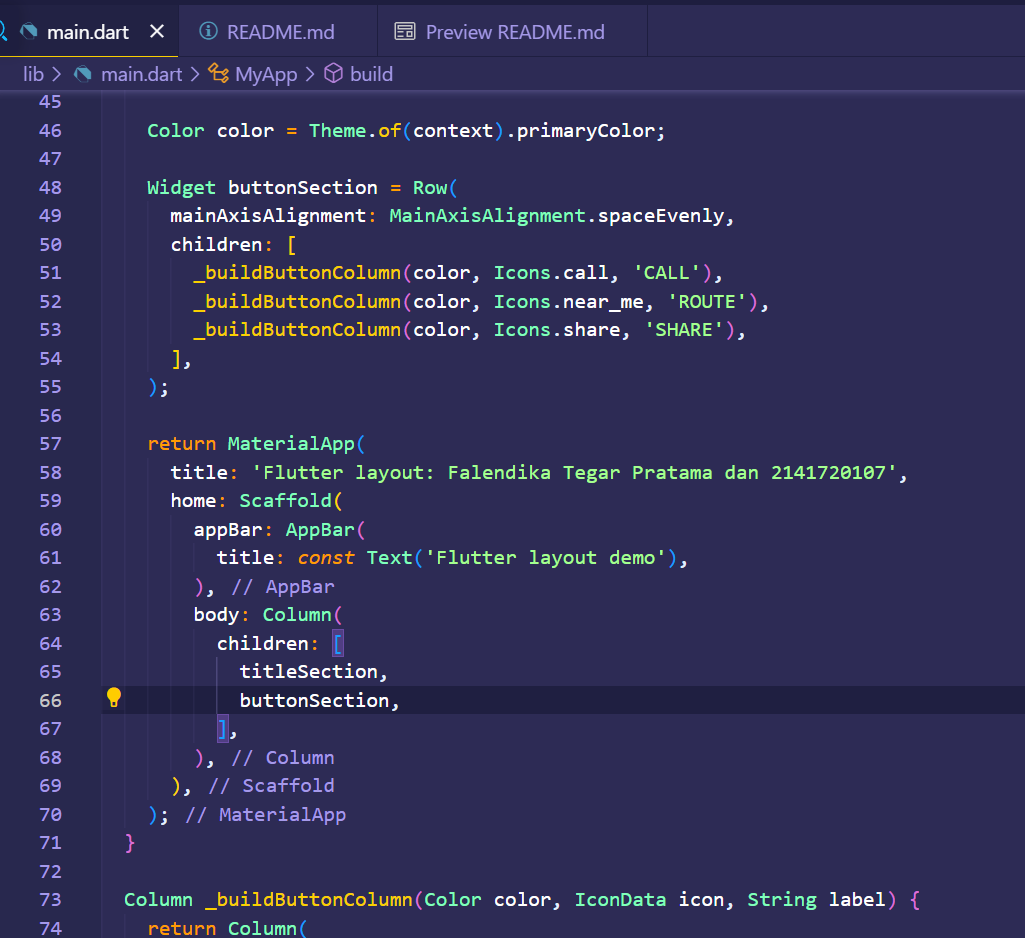 main.dart README.md Preview README.md
lib > main.dart > MyApp > build
45
46 Color color = Theme.of(context).primaryColor;
47
48 Widget buttonSection = Row(
49 mainAxisAlignment: MainAxisAlignment.spaceEvenly,
50 children: [
51 _buildButtonColumn(color, Icons.call, 'CALL'),
52 _buildButtonColumn(color, Icons.near_me, 'ROUTE'),
53 _buildButtonColumn(color, Icons.share, 'SHARE'),
54 ],
55 );
56
57 return MaterialApp(
58 title: 'Flutter layout: Falendika Tegar Pratama dan 2141720107',
59 home: Scaffold(
60 appBar: AppBar(
61 title: const Text('Flutter layout demo'),
62 ), // AppBar
63 body: Column(
64 children: [
65 titleSection,
66 buttonSection,
67 ],
68 ), // Column
69 ), // Scaffold
70 ); // MaterialApp
71 }
72
73 Column _buildButtonColumn(Color color, IconData icon, String label) {
74 return Column(